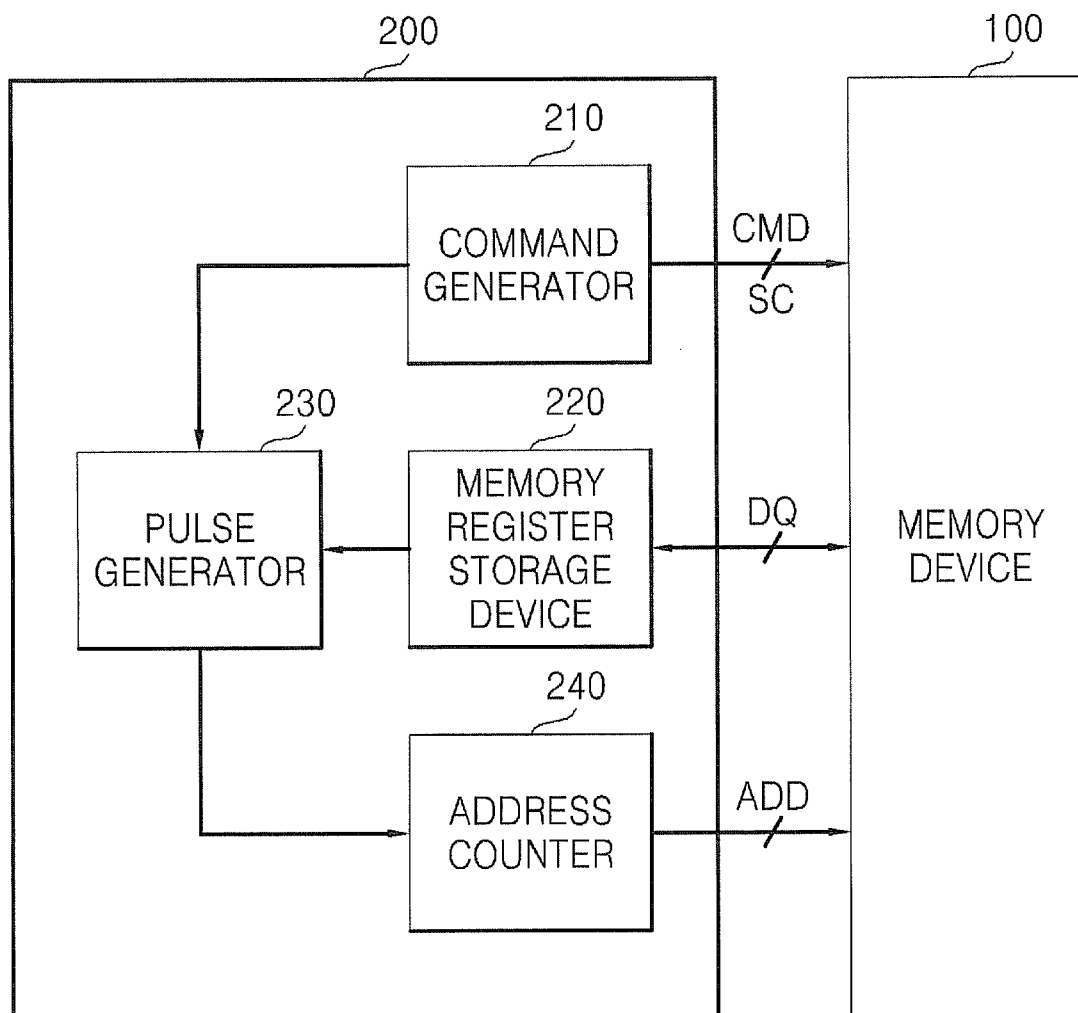 200
100
210
COMMAND
GENERATOR
CMD
SC
230
220
PULSE
GENERATOR
MEMORY
REGISTER
STORAGE
DEVICE
DQ
MEMORY
DEVICE
240
ADDRESS
COUNTER
ADD